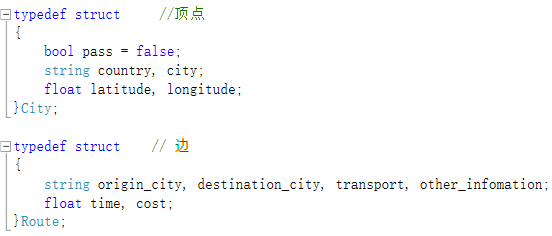 typedef struct     //顶点
{
    bool pass = false;
    string country, city;
    float latitude, longitude;
}City;

typedef struct    // 边
{
    string origin_city, destination_city, transport, other_infomation;
    float time, cost;
}Route;